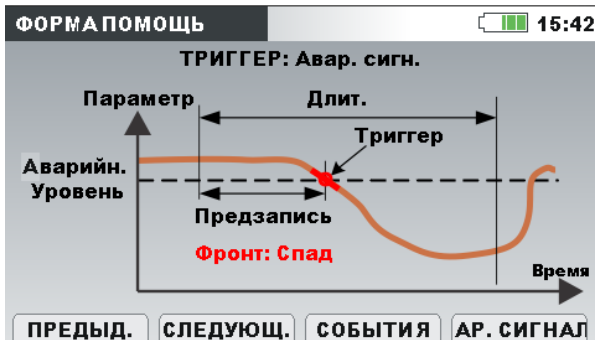 ФОРМА ПОМОЩЬ 15:42
ТРИГГЕР: Авар. сигн.
Параметр Длит.
Триггер
Аварийн.
Уровень
Предзапись
Фронт: Спад
Время
ПРЕДЫД. СЛЕДУЮЩ. СОБЫТИЯ АР. СИГНАЛ